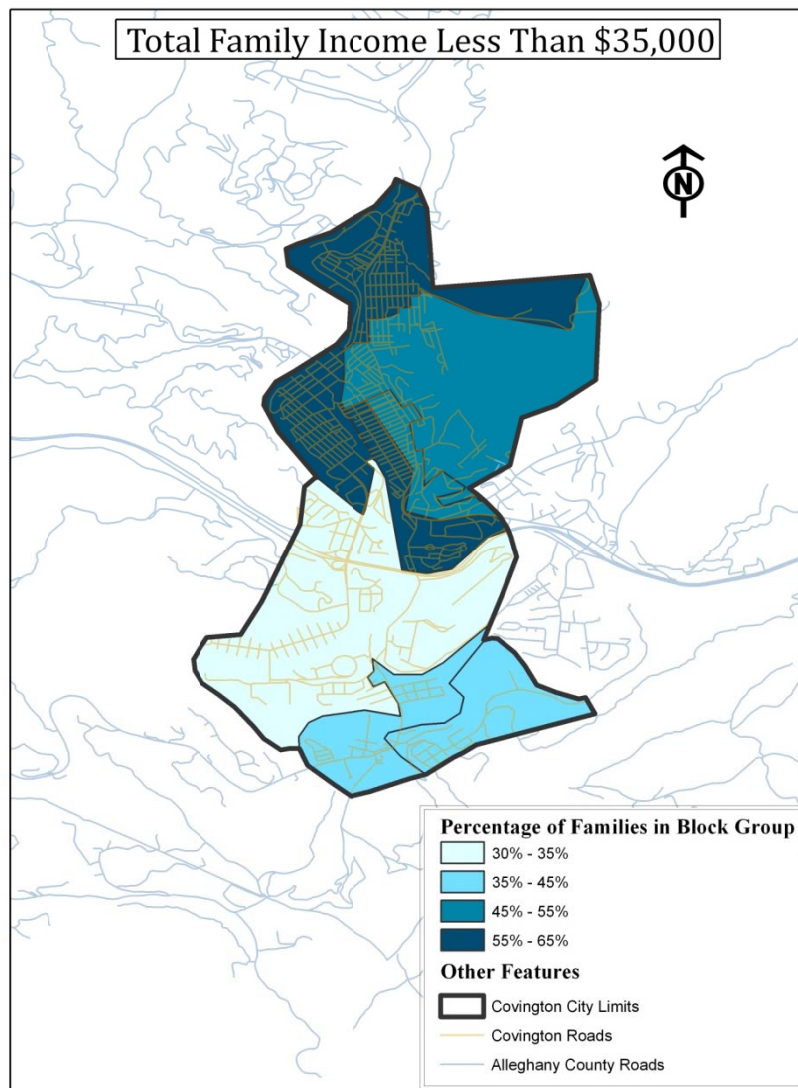 Total Family Income Less Than $35,000
N
Percentage of Families in Block Group
30% - 35%
35% - 45%
45% - 55%
55% - 65%
Other Features
Covington City Limits
Covington Roads
Alleghany County Roads